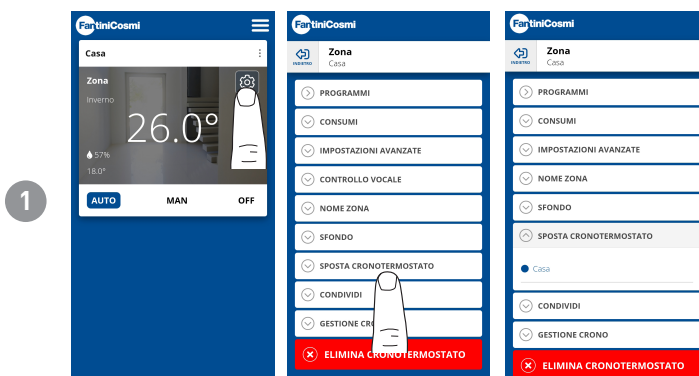 1
FantiniCosmi
Casa
Zona
Inverno
26.0°
57%
18.0°
AUTO MAN OFF
FantiniCosmi
INDIETRO
Zona
Casa
PROGRAMMI
CONSUMI
IMPOSTAZIONI AVANZATE
CONTROLLO VOCALE
NOME ZONA
SFONDO
SPOSTA CRONOTERMOSTATO
CONDIVIDI
GESTIONE
ELIMINA CRONOTERMOSTATO
FantiniCosmi
INDIETRO
Zona
Casa
PROGRAMMI
CONSUMI
IMPOSTAZIONI AVANZATE
NOME ZONA
SFONDO
SPOSTA CRONOTERMOSTATO
Casa
CONDIVIDI
GESTIONE CRONO
ELIMINA CRONOTERMOSTATO